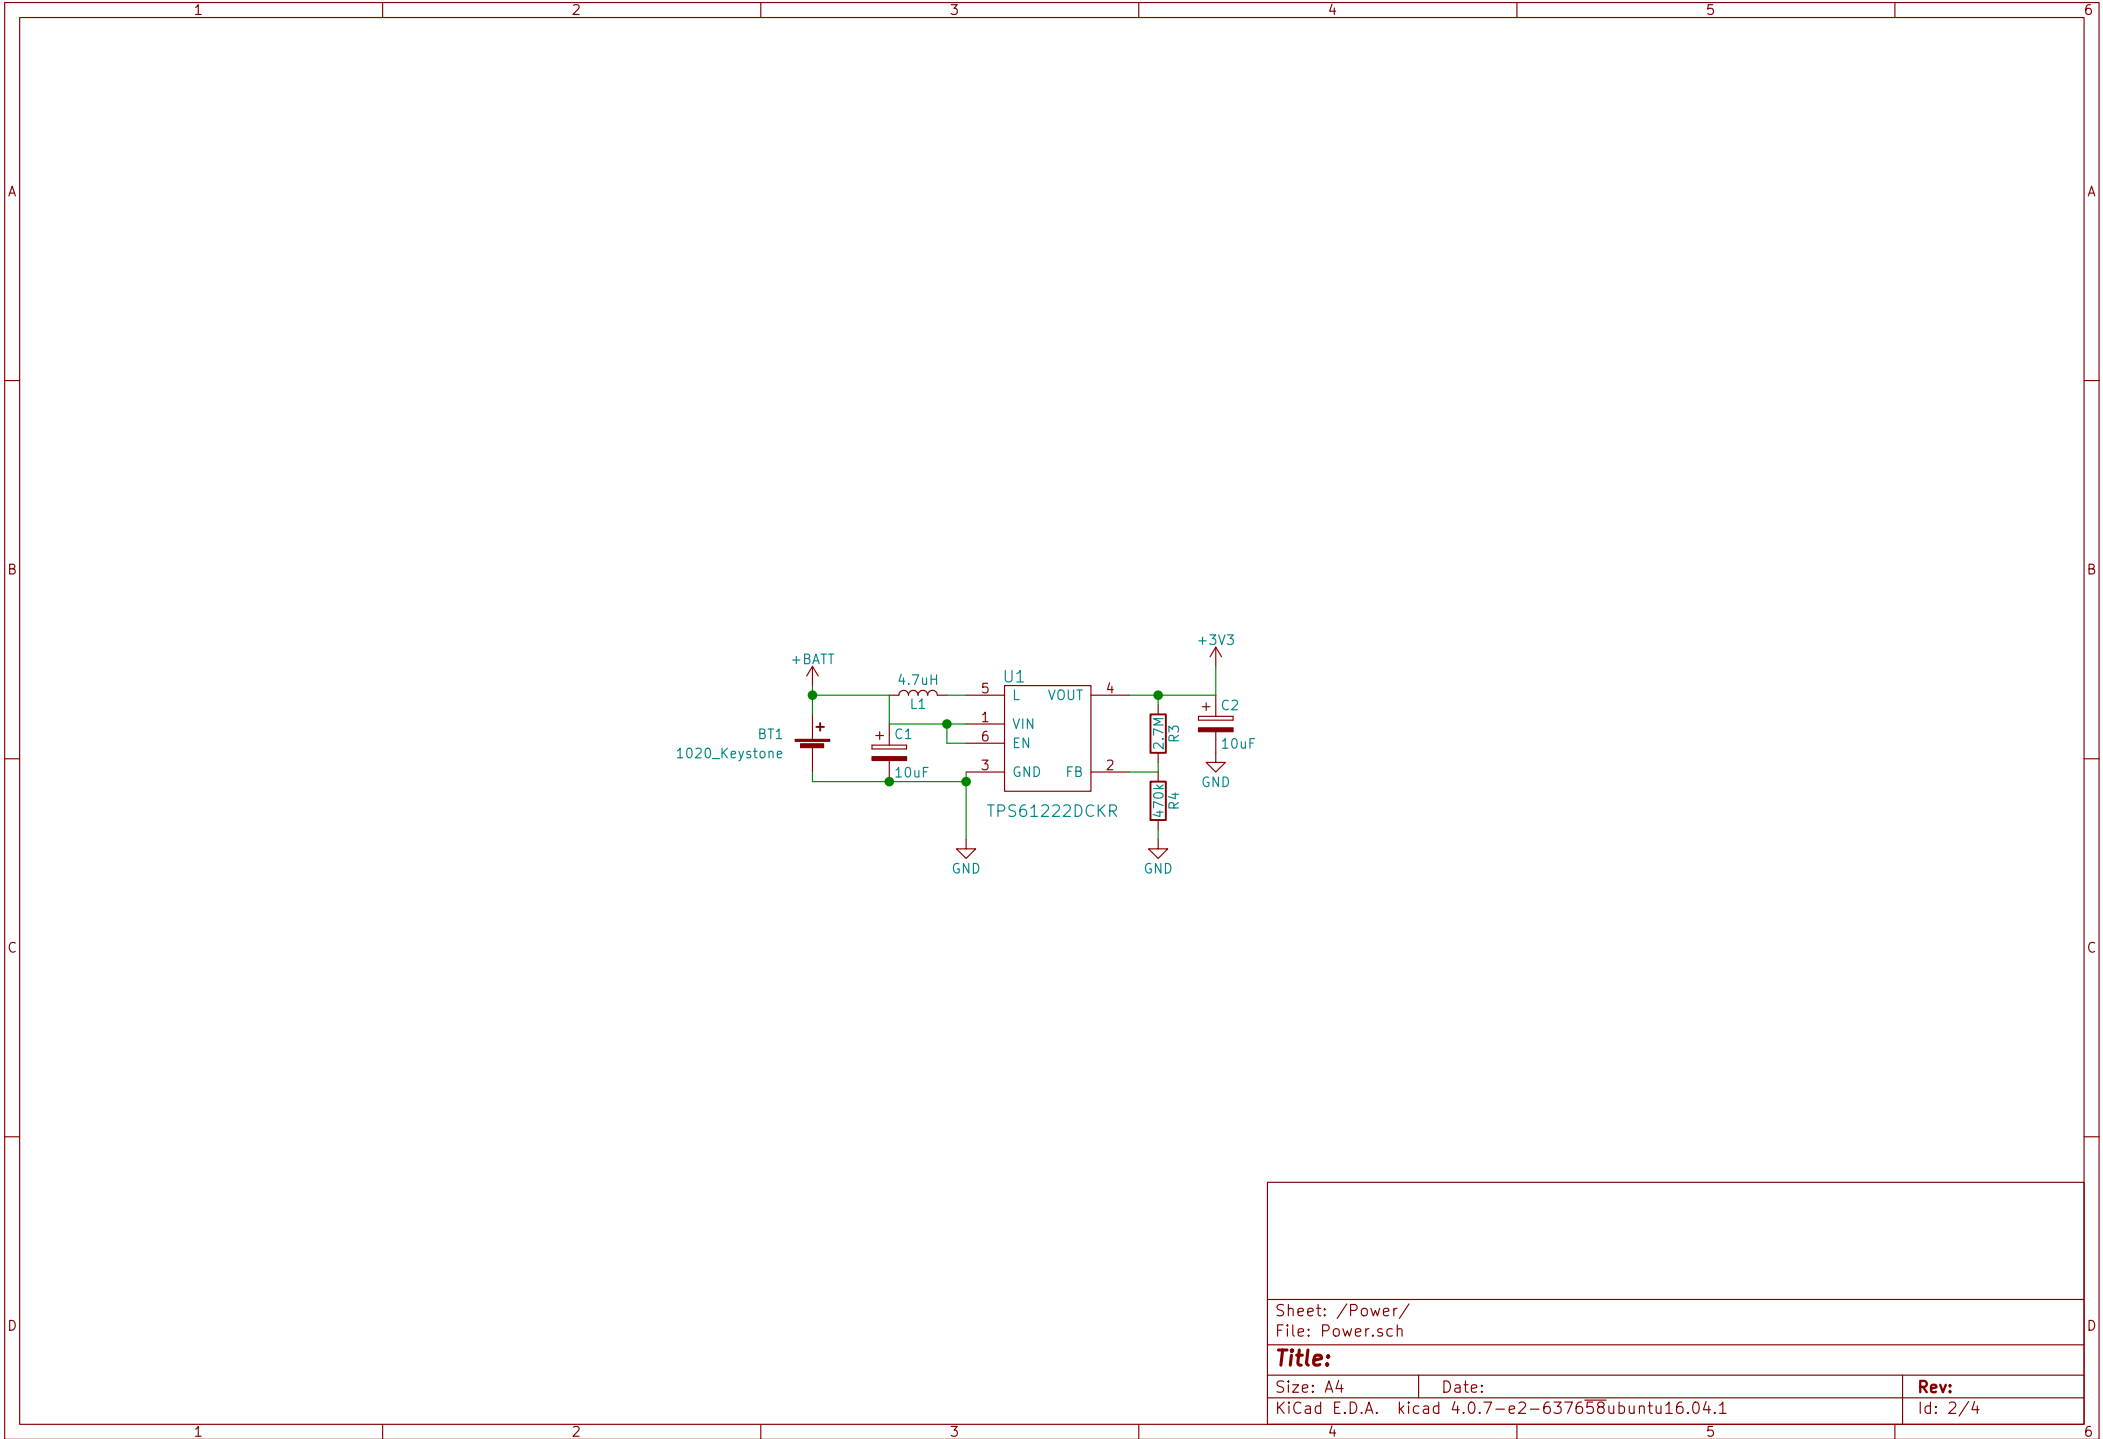 1 2 3 4 5 6
A A
B B
C C
D D
+BATT
BT1
1020_Keystone
4.7uH
L1
C1
10uF
U1
5 L VOUT 4
1 VIN
6 EN
3 GND FB 2
TPS61222DCKR
GND
2.7M
R3
470k
R4
GND
+3V3
C2
10uF
GND
Sheet: /Power/
File: Power.sch
Title:
Size: A4 Date: Rev:
KiCad E.D.A. kicad 4.0.7-e2-637658ubuntu16.04.1 Id: 2/4
1 2 3 4 5 6